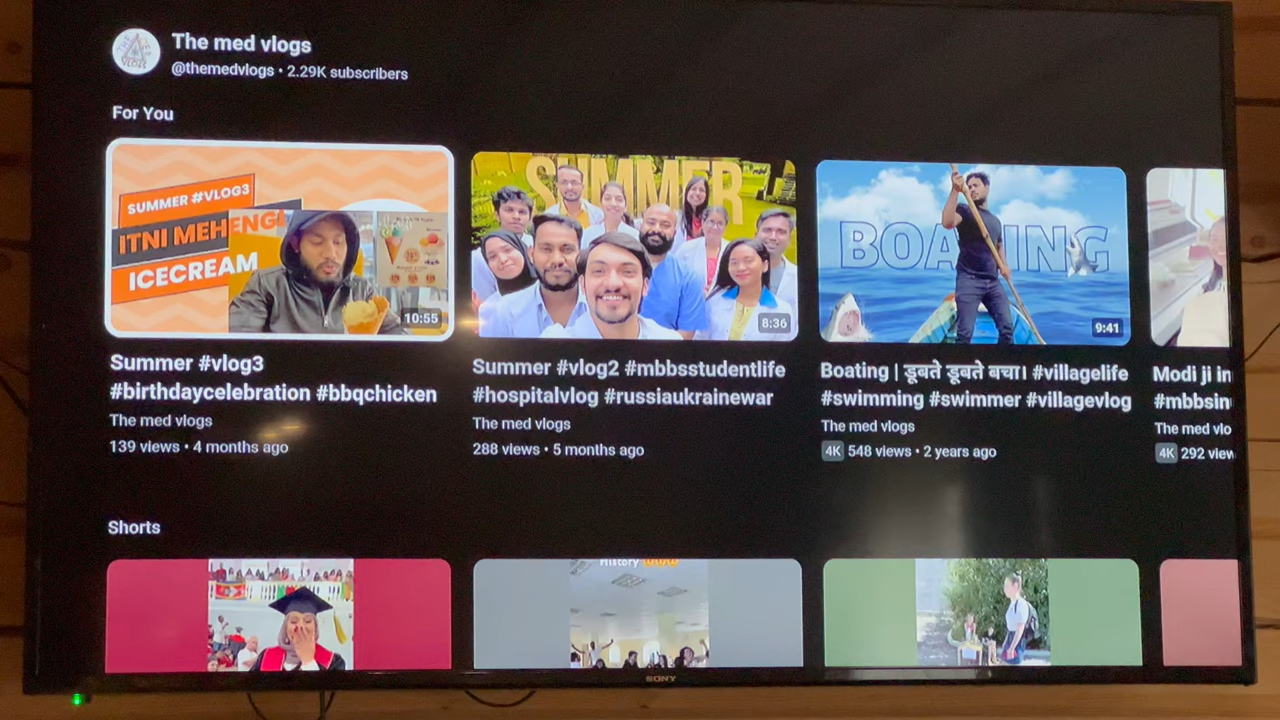 The med vlogs
@themedvlogs • 2.29K subscribers
For You
SUMMER #VLOG3
ITNI MEHENGI
ICECREAM
10:55
SUMMER
8:36
BOATING
9:41
Summer #vlog3
#birthdaycelebration #bbqchicken
The med vlogs
139 views • 4 months ago
Summer #vlog2 #mbbsstudentlife
#hospitalvlog #russiaukrainewar
The med vlogs
288 views • 5 months ago
Boating | डूबते डूबते बचा। #villagelife
#swimming #swimmer #villagevlog
The med vlogs
4K 548 views • 2 years ago
Modi ji in
#mbbsin
The med vlo
4K 292 view
Shorts
History
SONY